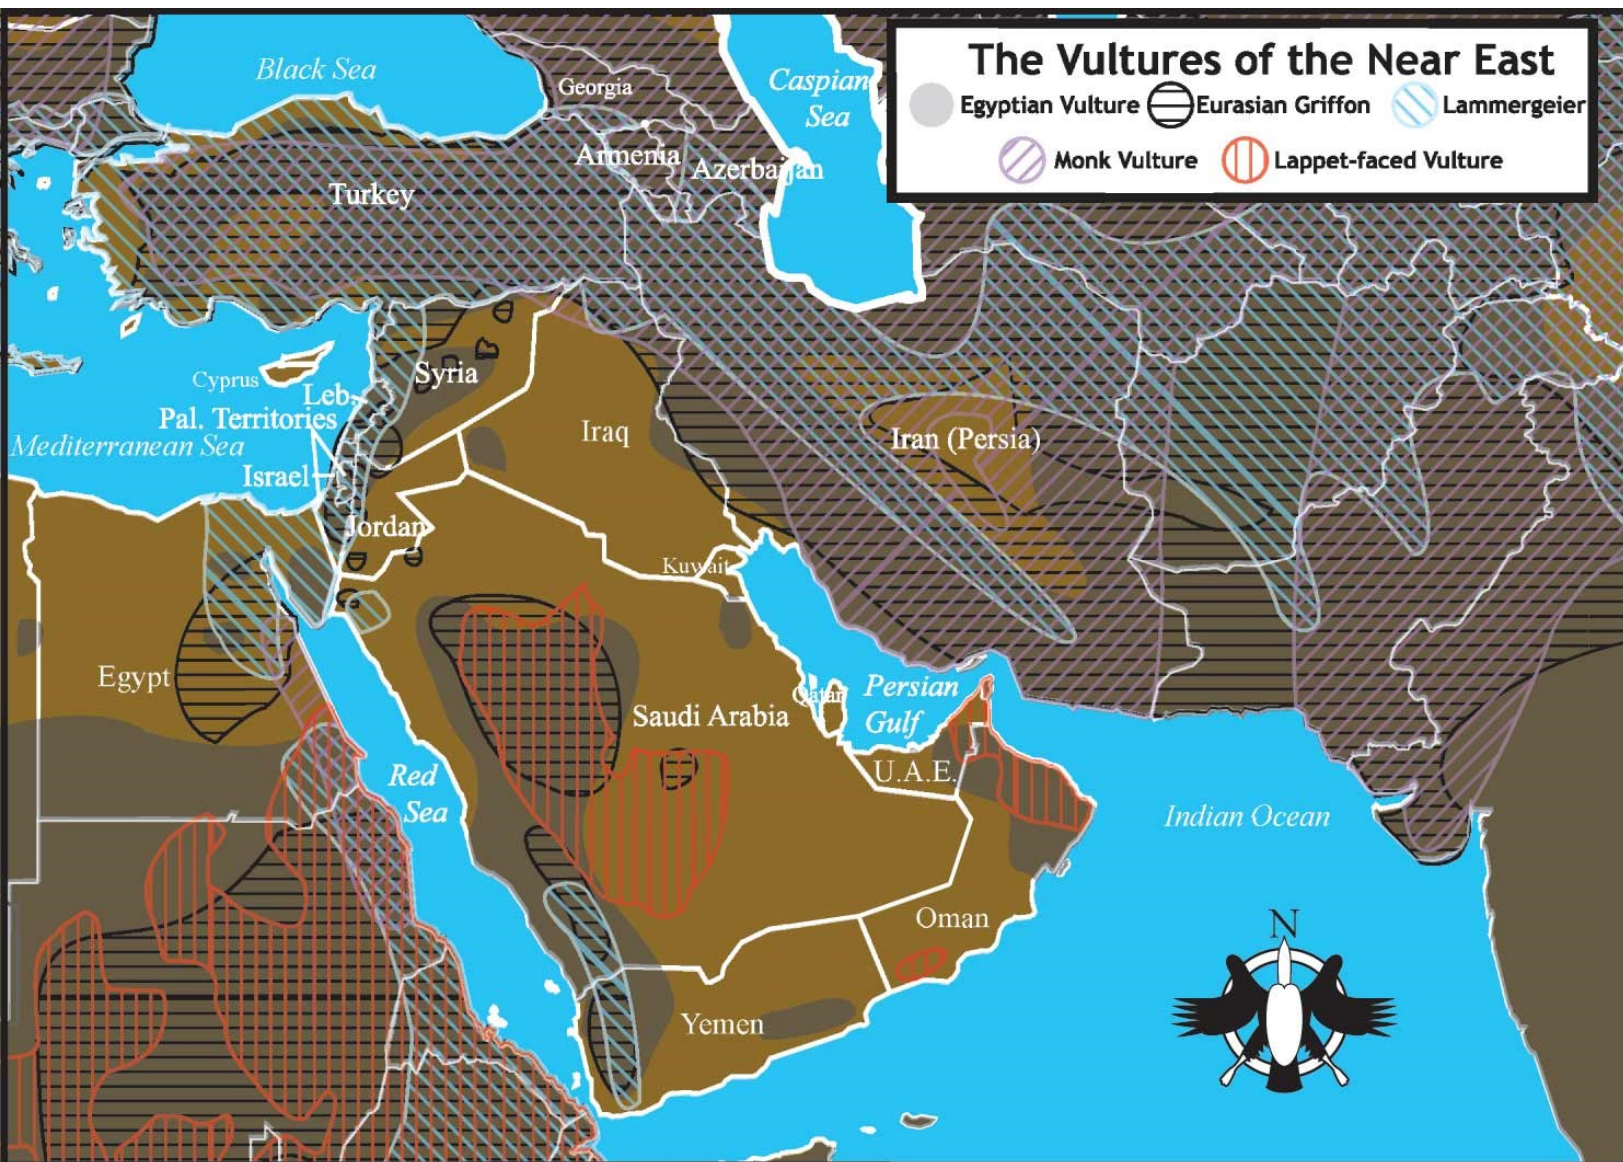 The Vultures of the Near East
Egyptian Vulture
Eurasian Griffon
Lammergeier
Monk Vulture
Lappet-faced Vulture
Black Sea
Caspian
Sea
Georgia
Armenia
Azerbaijan
Turkey
Cyprus
Syria
Leb.
Pal. Territories
Mediterranean Sea
Israel
Iraq
Iran (Persia)
Jordan
Kuwait
Egypt
Saudi Arabia
Qatar
Persian
Gulf
U.A.E.
Red
Sea
Indian Ocean
Oman
Yemen
N